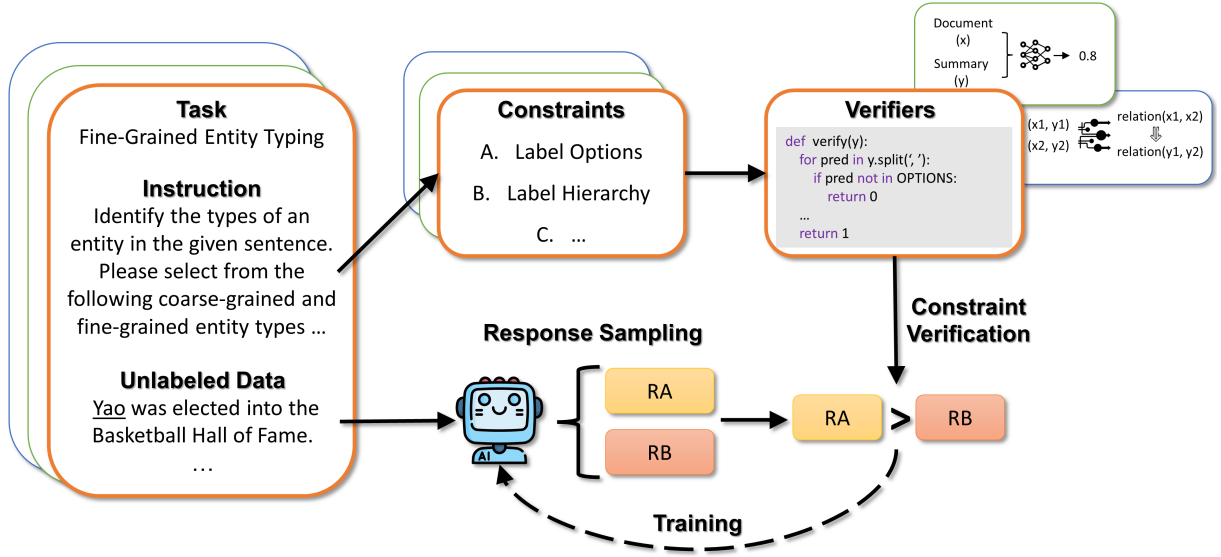 Task
Fine-Grained Entity Typing
Instruction
Identify the types of an
entity in the given sentence.
Please select from the
following coarse-grained and
fine-grained entity types ...
Unlabeled Data
Yao was elected into the
Basketball Hall of Fame.
...
Constraints
A. Label Options
B. Label Hierarchy
C. ...
Verifiers
def verify(y):
for pred in y.split(‘, ’):
if pred not in OPTIONS:
return 0
...
return 1
Document
(x)
Summary
(y)
0.8
(x1, y1)
(x2, y2)
relation(x1, x2)
relation(y1, y2)
Constraint
Verification
Response Sampling
AI
RA
RB
RA
>
RB
Training